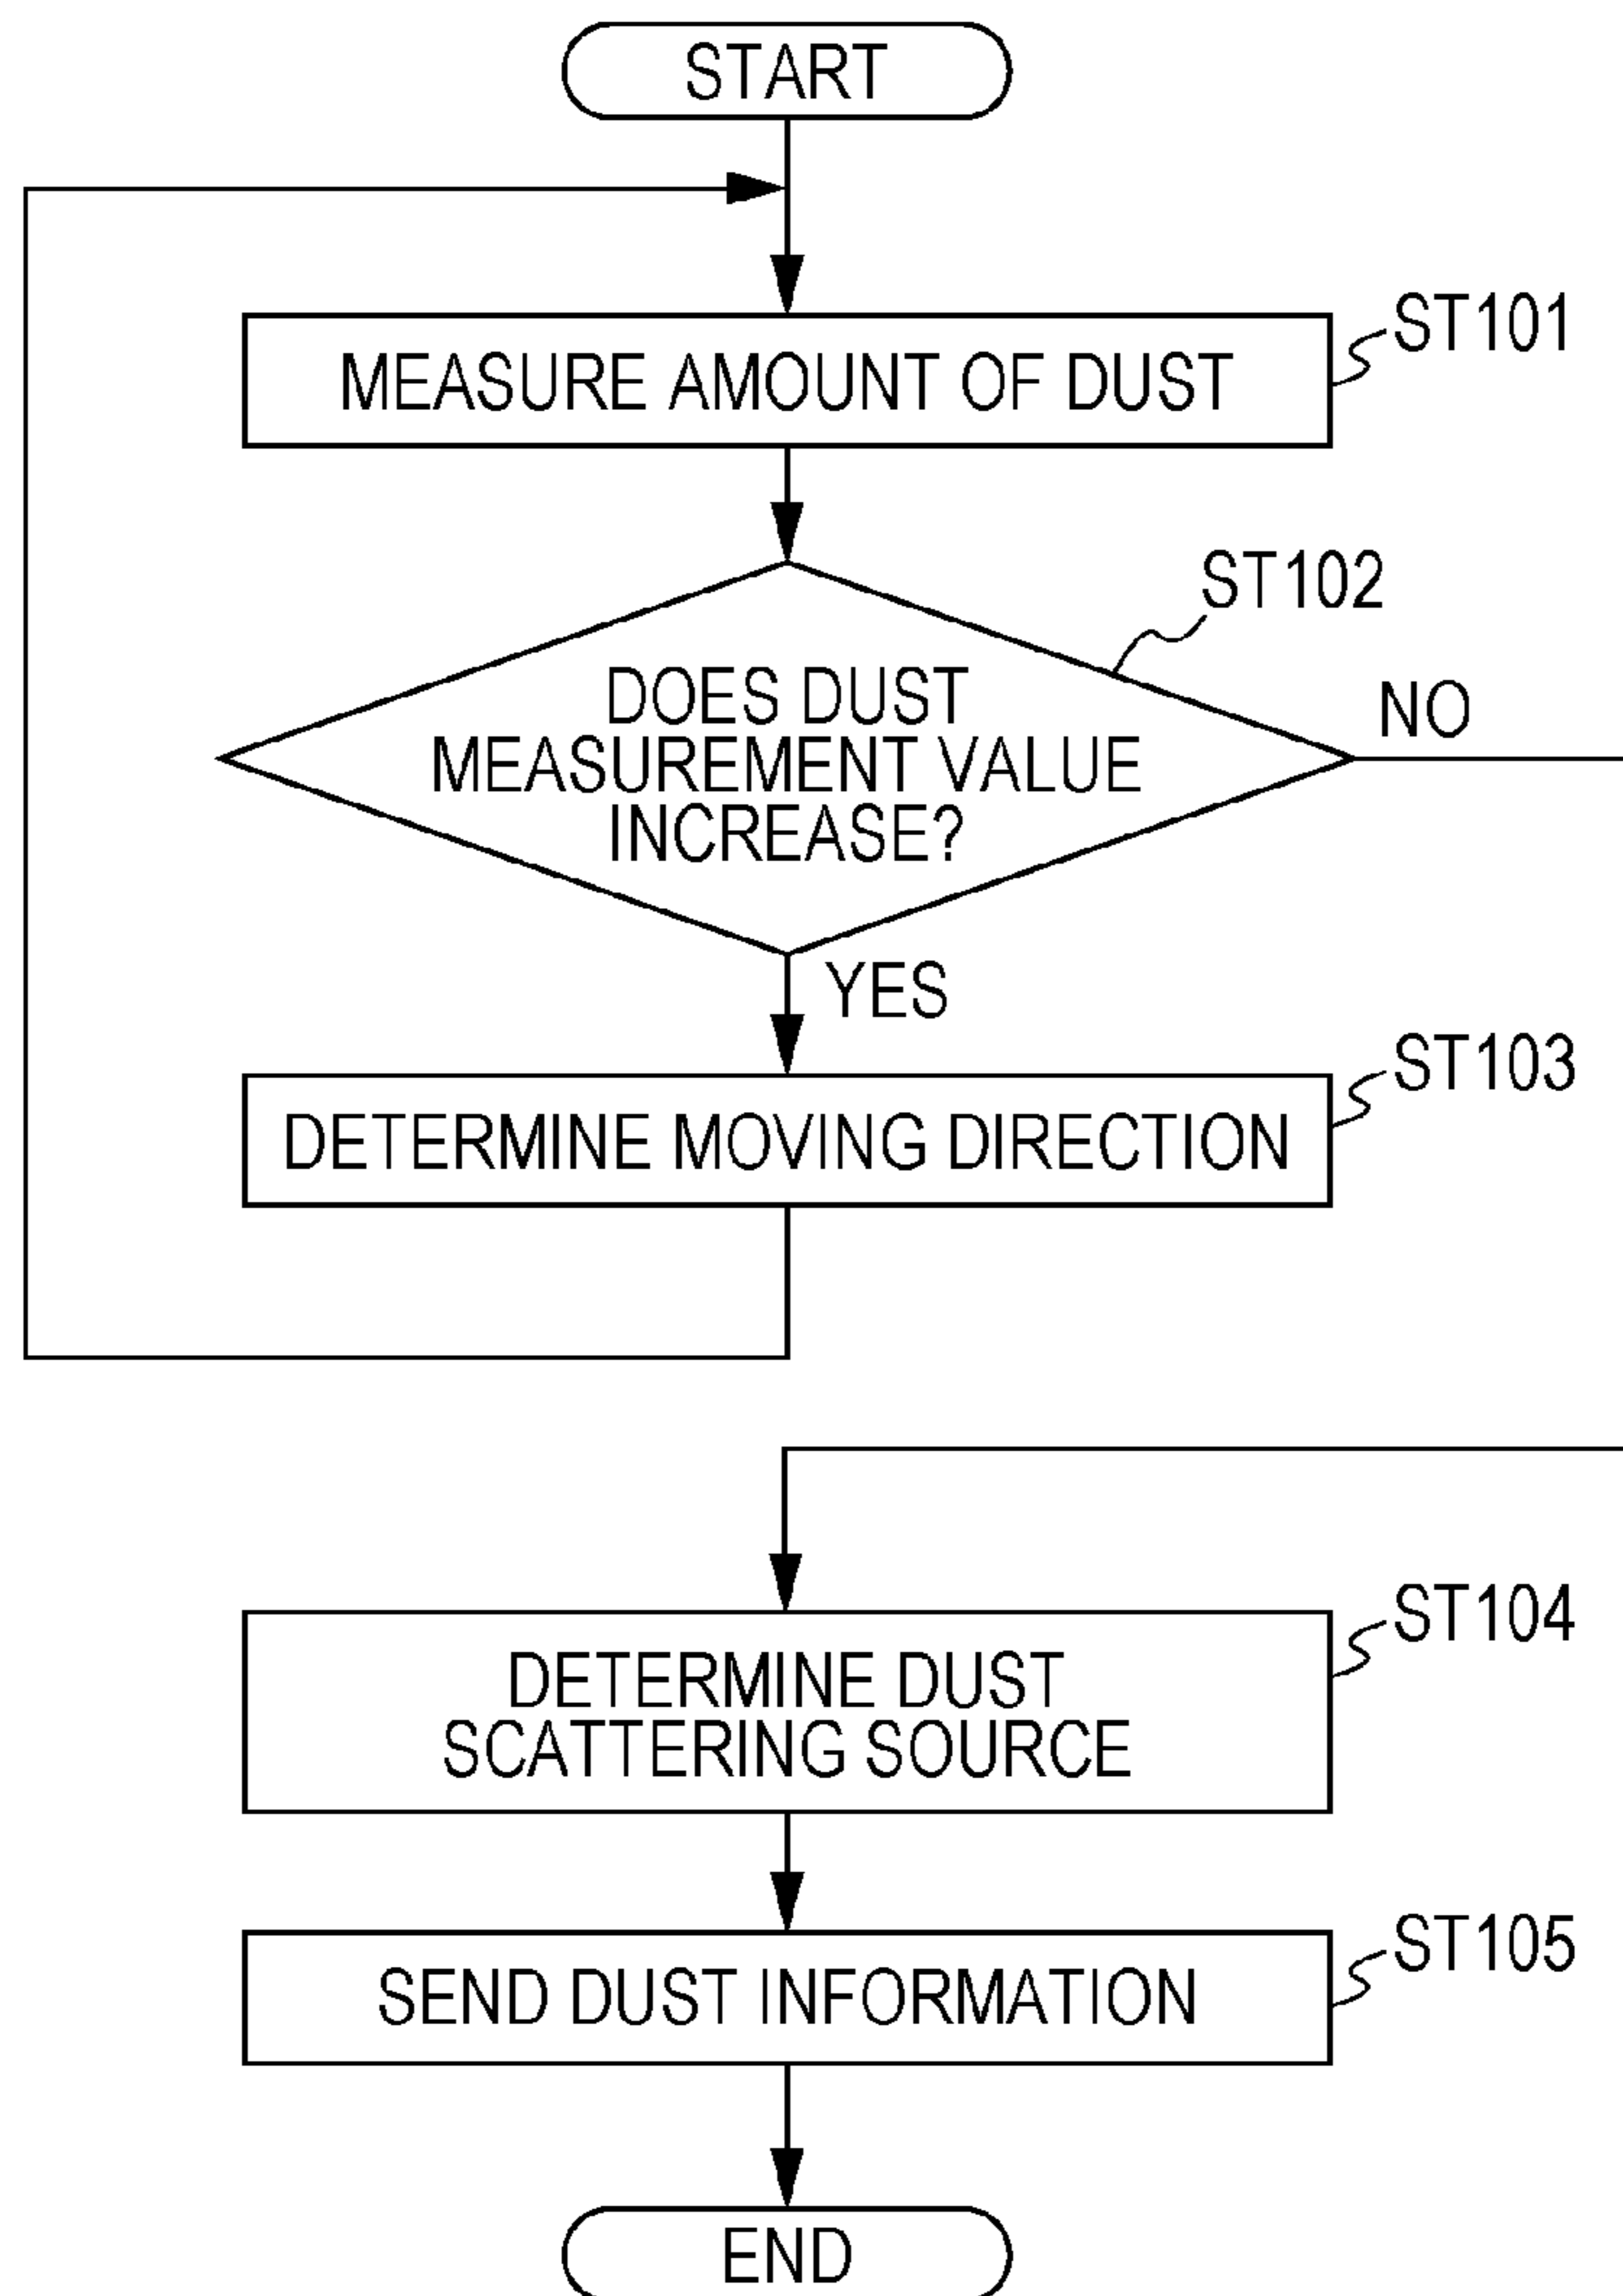 START
MEASURE AMOUNT OF DUST
ST101
ST102
DOES DUST
MEASUREMENT VALUE
INCREASE?
NO
YES
DETERMINE MOVING DIRECTION
ST103
DETERMINE DUST
SCATTERING SOURCE
ST104
SEND DUST INFORMATION
ST105
END